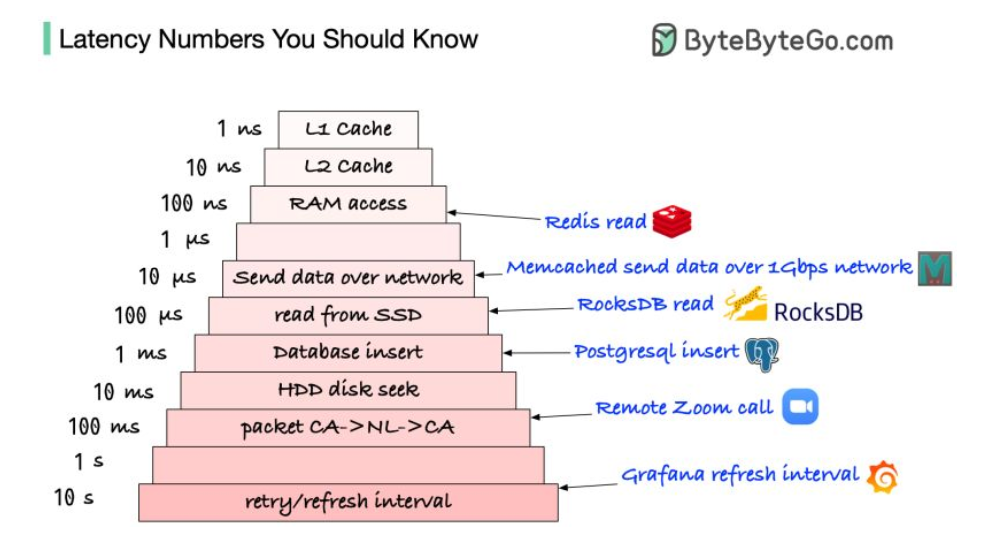 Latency Numbers You Should Know
ByteByteGo.com
1 ns L1 Cache
10 ns L2 Cache
100 ns RAM access
Redis read
1 µs
10 µs Send data over network Memcached send data over 1Gbps network M
100 µs read from SSD RocksDB read RocksDB
1 ms Database insert Postgresql insert
10 ms HDD disk seek
100 ms packet CA->NL->CA Remote Zoom call
1 s
Grafana refresh interval
10 s retry/refresh interval